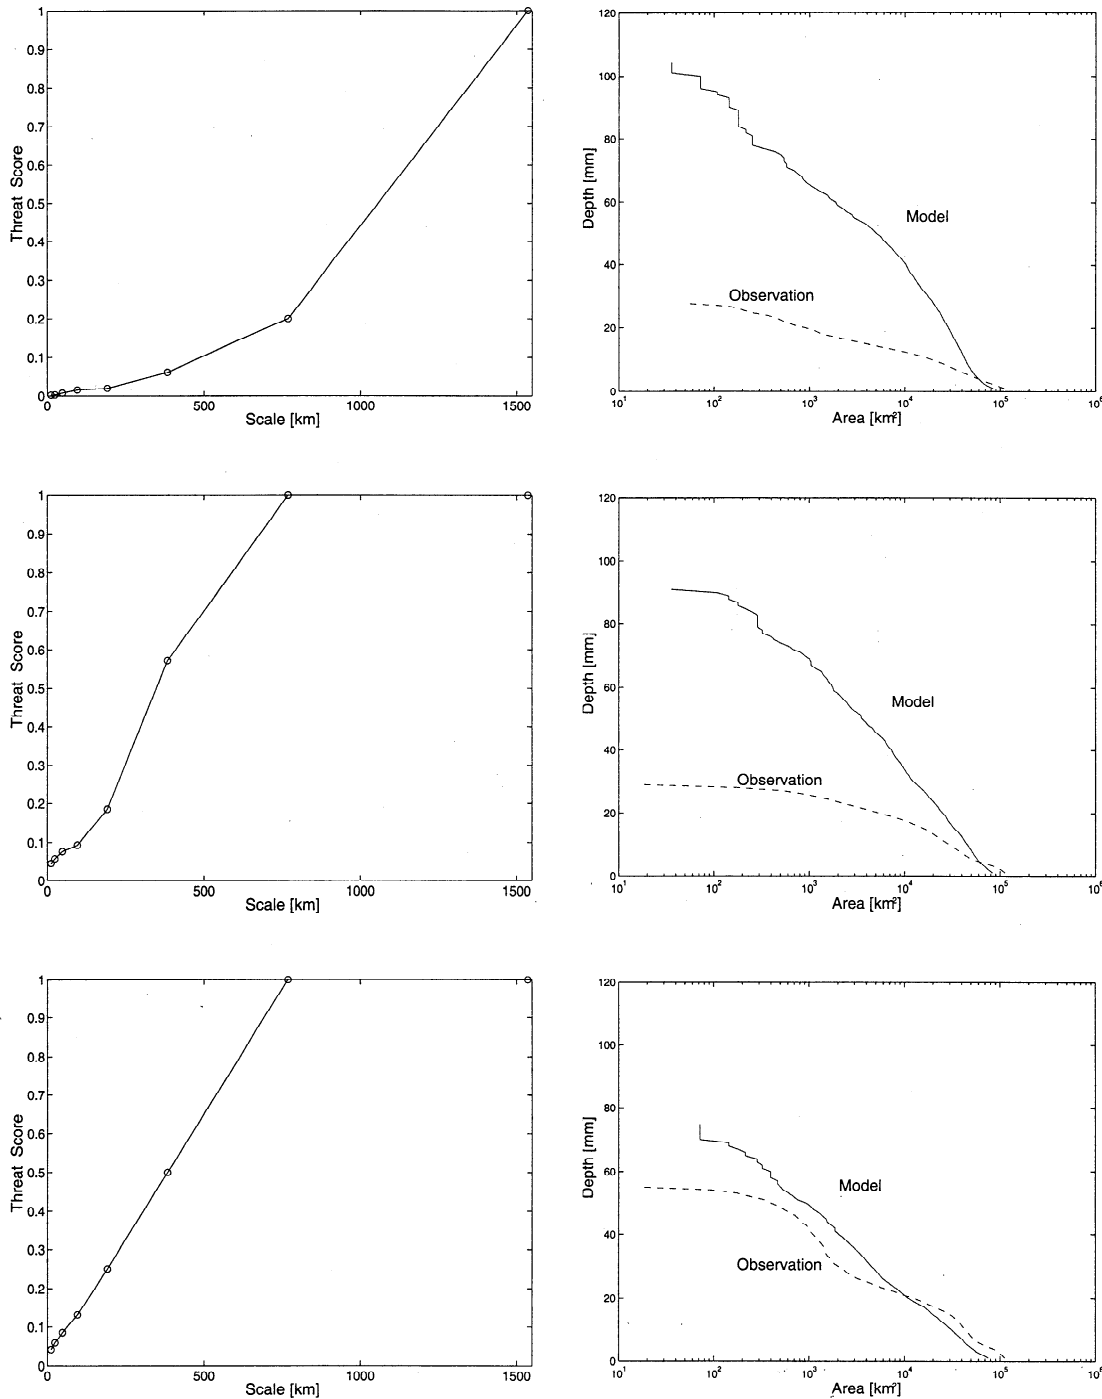 1
0.9
0.8
0.7
0.6
0.5
0.4
0.3
0.2
0.1
0
Threat Score
0 500 1000 1500
Scale [km]
120
100
80
60
40
20
0
Depth [mm]
Model
Observation
10¹ 10² 10³ 10⁴ 10⁵ 10⁶
Area [km²]
1
0.9
0.8
0.7
0.6
0.5
0.4
0.3
0.2
0.1
0
Threat Score
0 500 1000 1500
Scale [km]
120
100
80
60
40
20
0
Depth [mm]
Model
Observation
10¹ 10² 10³ 10⁴ 10⁵ 10⁶
Area [km²]
1
0.9
0.8
0.7
0.6
0.5
0.4
0.3
0.2
0.1
0
Threat Score
0 500 1000 1500
Scale [km]
120
100
80
60
40
20
0
Depth [mm]
Model
Observation
10¹ 10² 10³ 10⁴ 10⁵ 10⁶
Area [km²]